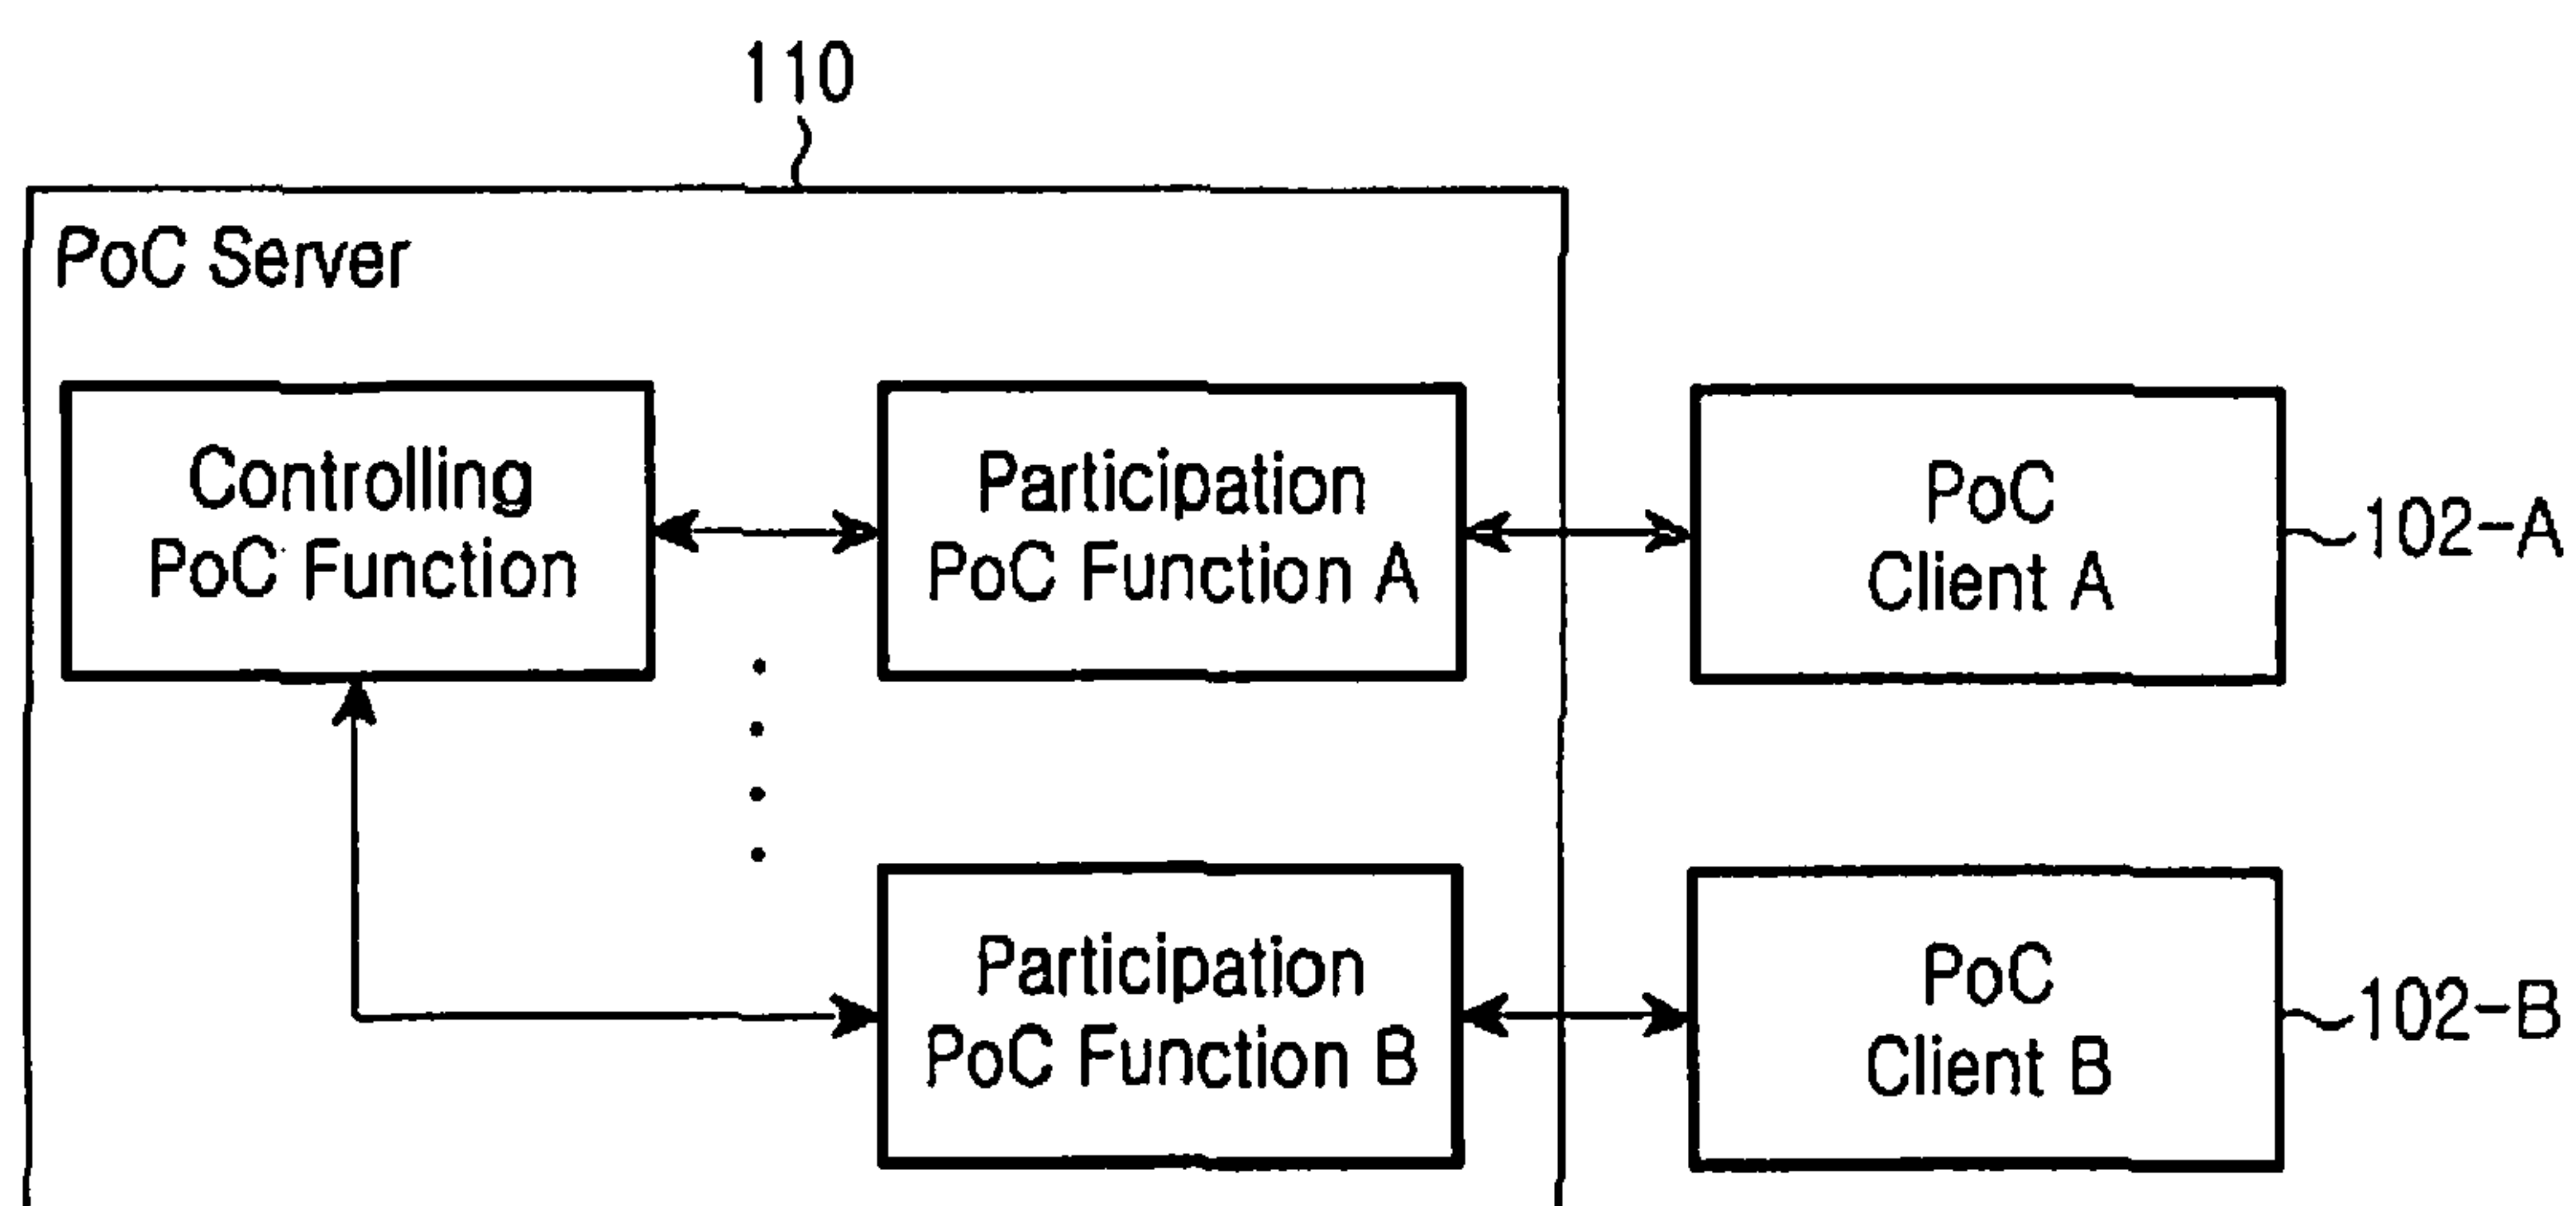 110
PoC Server
Controlling
PoC Function
Participation
PoC Function A
PoC
Client A
102-A
Participation
PoC Function B
PoC
Client B
102-B